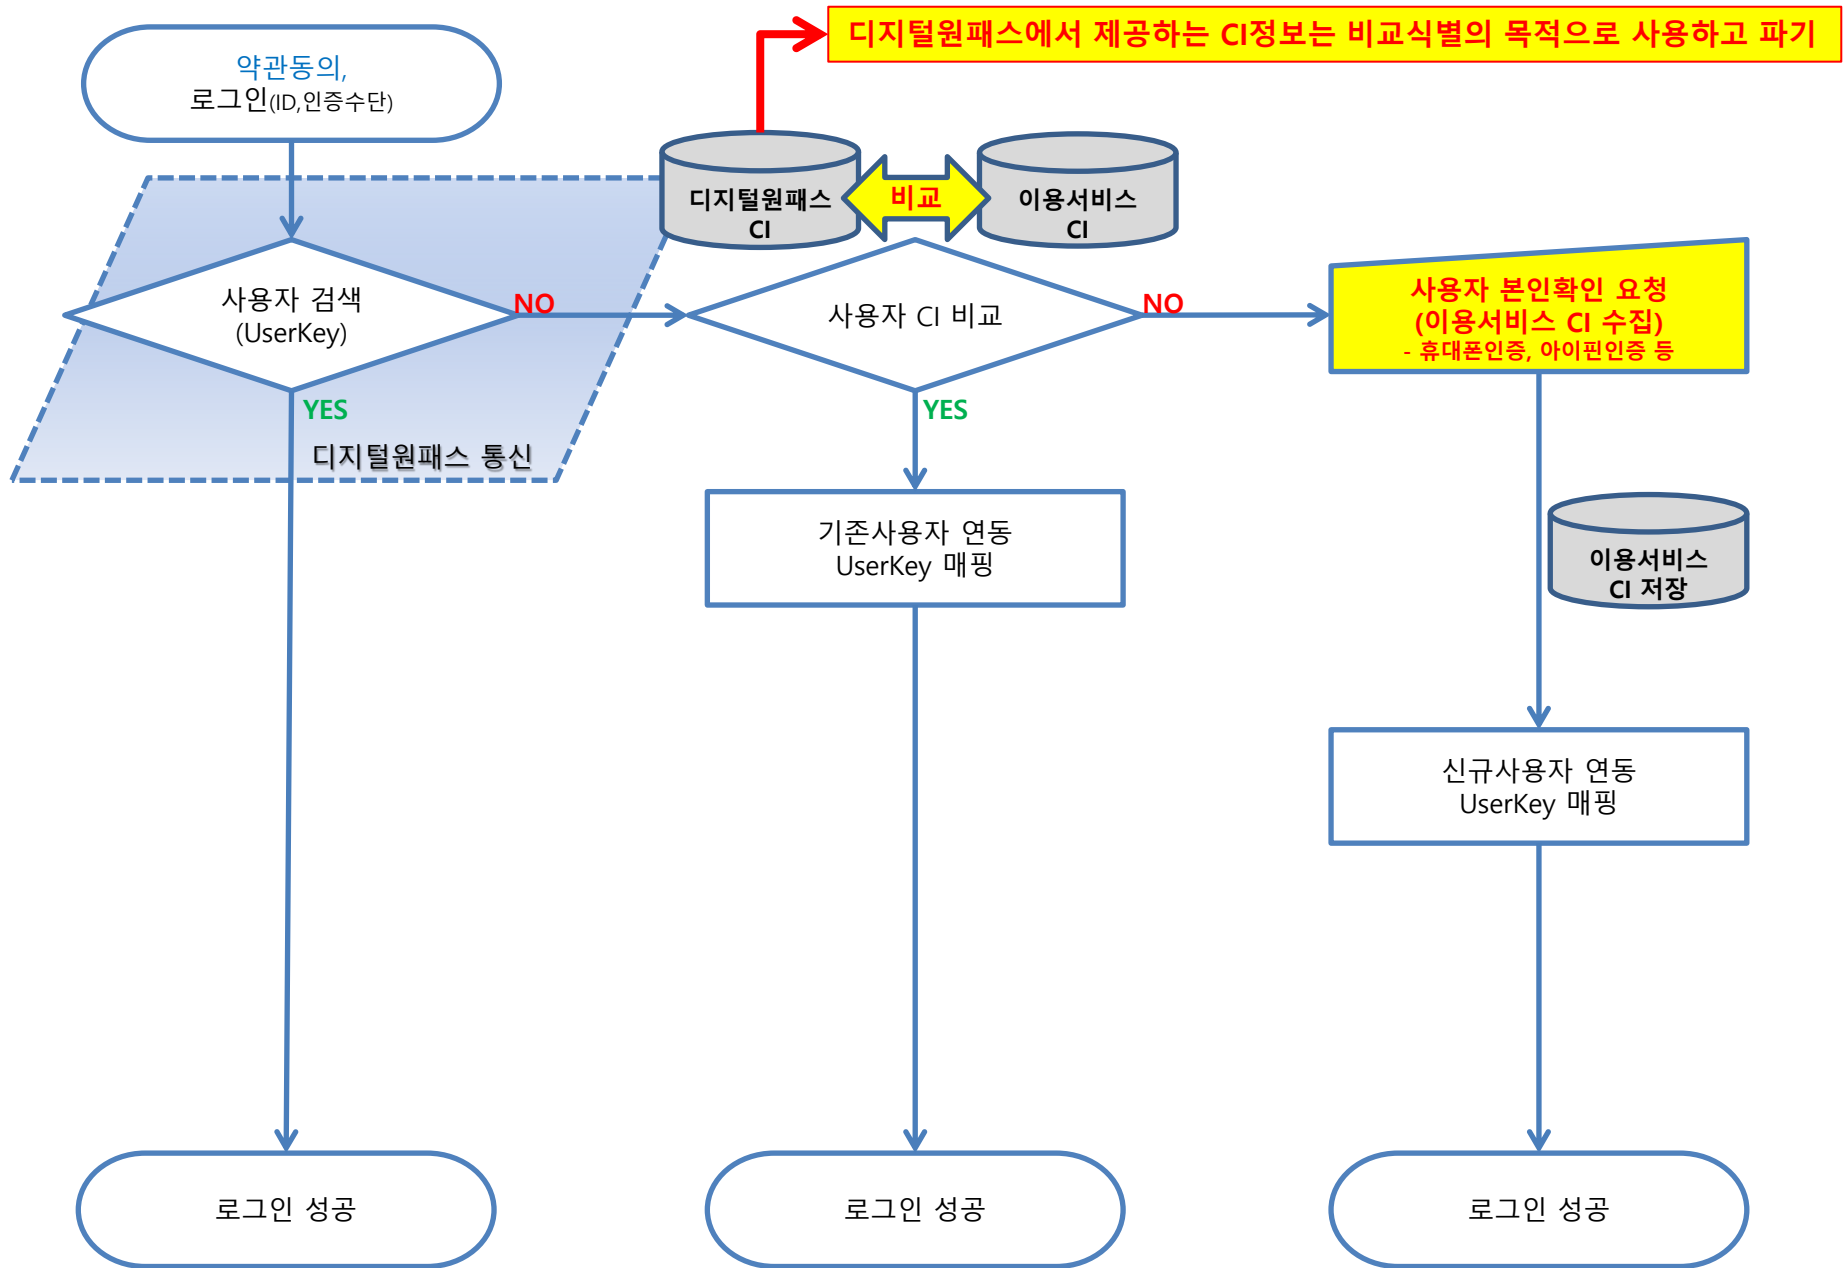 디지털원패스에서 제공하는 CI정보는 비교식별의 목적으로 사용하고 파기
약관동의,
로그인(ID,인증수단)
디지털원패스
CI
비교
이용서비스
CI
사용자 검색
(UserKey)
NO
사용자 CI 비교
NO
사용자 본인확인 요청
(이용서비스 CI 수집)
- 휴대폰인증, 아이핀인증 등
YES
YES
디지털원패스 통신
기존사용자 연동
UserKey 매핑
이용서비스
CI 저장
신규사용자 연동
UserKey 매핑
로그인 성공
로그인 성공
로그인 성공